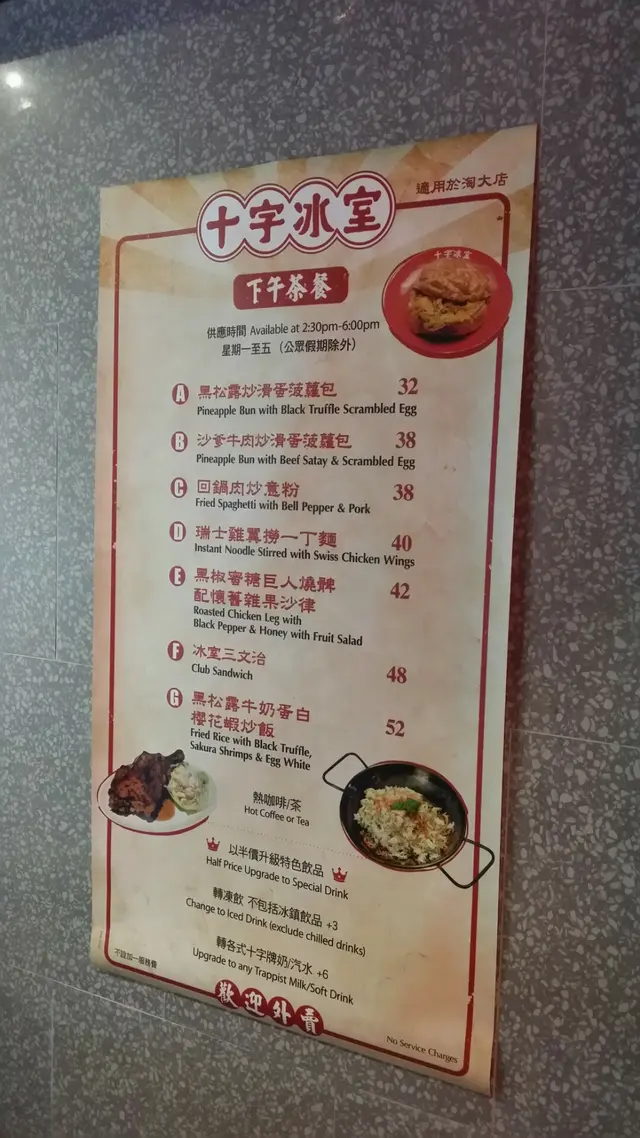 適用於淘大店
十字冰室
下午茶餐
十字冰室
供應時間 Available at 2:30pm-6:00pm
星期一至五 (公眾假期除外)
A 黑松露炒滑蛋菠蘿包 32
Pineapple Bun with Black Truffle Scrambled Egg
B 沙爹牛肉炒滑蛋菠蘿包 38
Pineapple Bun with Beef Satay & Scrambled Egg
C 回鍋肉炒意粉 38
Fried Spaghetti with Bell Pepper & Pork
D 瑞士雞翼撈一丁麵 40
Instant Noodle Stirred with Swiss Chicken Wings
E 黑椒蜜糖巨人燒髀 42
配懷舊雜果沙律
Roasted Chicken Leg with
Black Pepper & Honey with Fruit Salad
F 冰室三文治 48
Club Sandwich
G 黑松露牛奶蛋白
櫻花蝦炒飯 52
Fried Rice with Black Truffle,
Sakura Shrimps & Egg White
熱咖啡/茶
Hot Coffee or Tea
以半價升級特色飲品
Half Price Upgrade to Special Drink
轉凍飲 不包括冰鎮飲品 +3
Change to Iced Drink (exclude chilled drinks)
轉各式十字牌奶/汽水 +6
Upgrade to any Trappist Milk/Soft Drink
不設加一服務費
歡迎外賣
No Service Charges